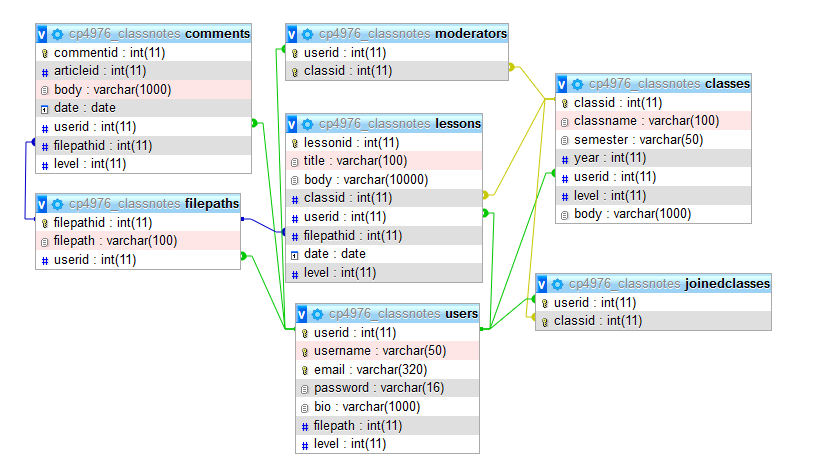 v cp4976_classnotes comments
commentid : int(11)
articleid : int(11)
body : varchar(1000)
date : date
userid : int(11)
filepathid : int(11)
level : int(11)
v cp4976_classnotes filepaths
filepathid : int(11)
filepath : varchar(100)
userid : int(11)
v cp4976_classnotes moderators
userid : int(11)
classid : int(11)
v cp4976_classnotes lessons
lessonid : int(11)
title : varchar(100)
body : varchar(10000)
classid : int(11)
userid : int(11)
filepathid : int(11)
date : date
level : int(11)
v cp4976_classnotes users
userid : int(11)
username : varchar(50)
email : varchar(320)
password : varchar(16)
bio : varchar(1000)
filepath : int(11)
level : int(11)
v cp4976_classnotes classes
classid : int(11)
classname : varchar(100)
semester : varchar(50)
year : int(11)
userid : int(11)
level : int(11)
body : varchar(1000)
v cp4976_classnotes joinedclasses
userid : int(11)
classid : int(11)